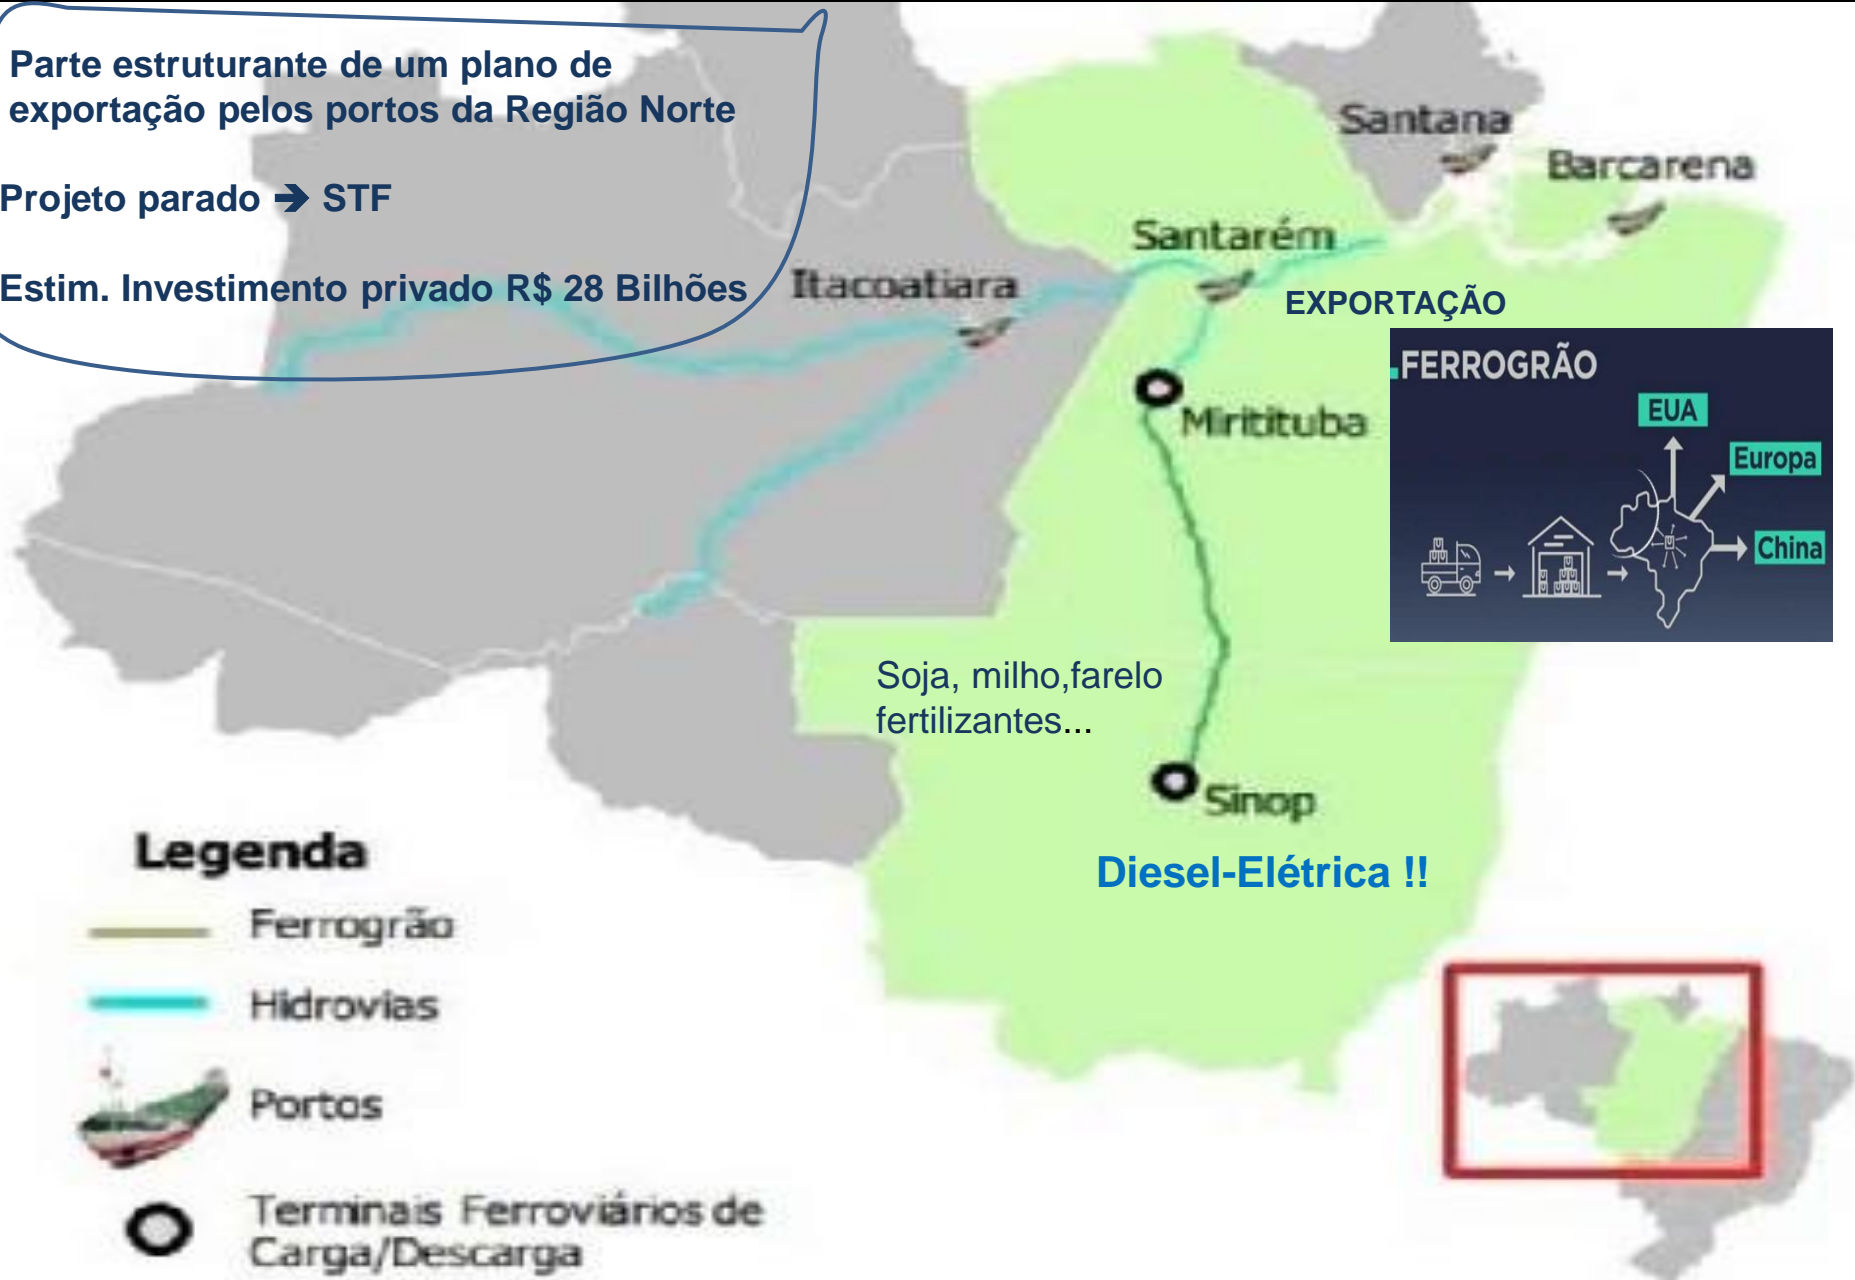 Parte estruturante de um plano de
exportação pelos portos da Região Norte
Projeto parado ➔ STF
Estim. Investimento privado R$ 28 Bilhões
Santana
Barcarena
Santarém
Itacoatiara
EXPORTAÇÃO
FERROGRÃO
EUA
Europa
China
Miritituba
Soja, milho,farelo
fertilizantes...
Sinop
Diesel-Elétrica !!
Legenda
Ferrogrão
Hidrovias
Portos
Terminais Ferroviários de
Carga/Descarga